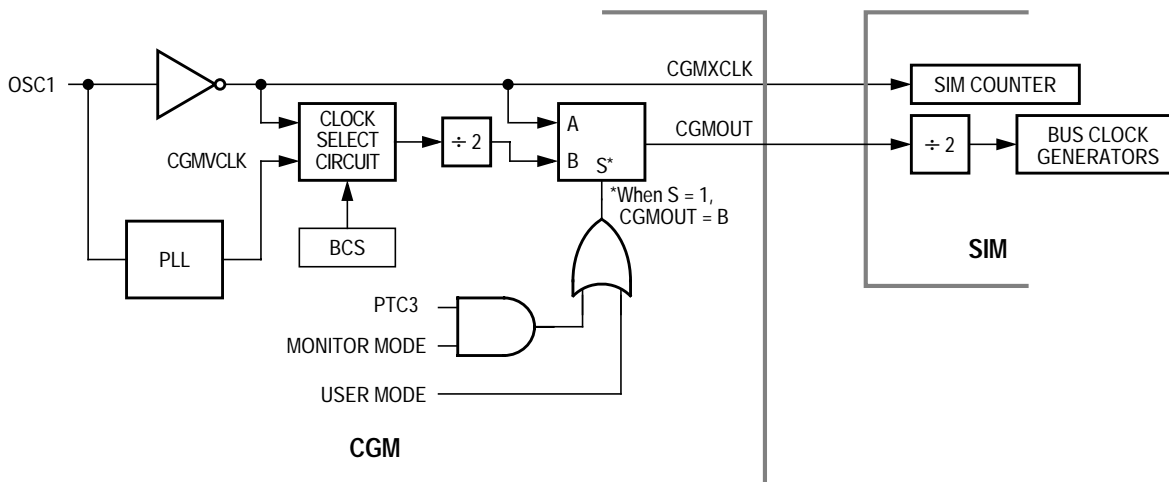 OSC1
CGMXCLK
SIM COUNTER
CLOCK
SELECT
CIRCUIT
÷ 2
A
B
S*
CGMOUT
÷ 2
BUS CLOCK
GENERATORS
CGMVCLK
*When S = 1,
CGMOUT = B
PLL
BCS
SIM
PTC3
MONITOR MODE
USER MODE
CGM